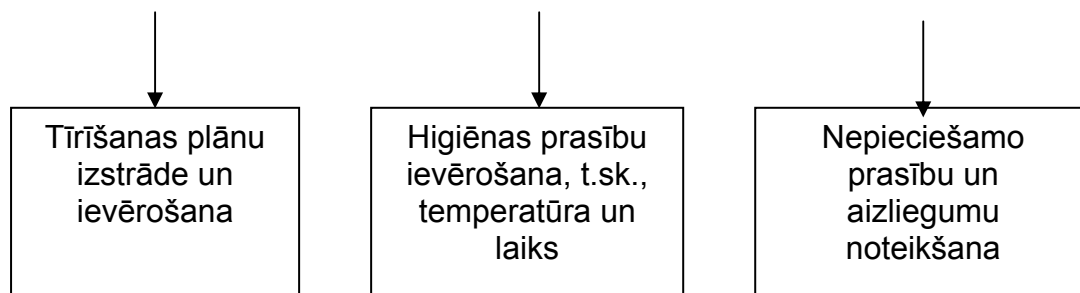 Tīrīšanas plānu
izstrāde un
ievērošana
Higiēnas prasību
ievērošana, t.sk.,
temperatūra un
laiks
Nepieciešamo
prasību un
aizliegumu
noteikšana